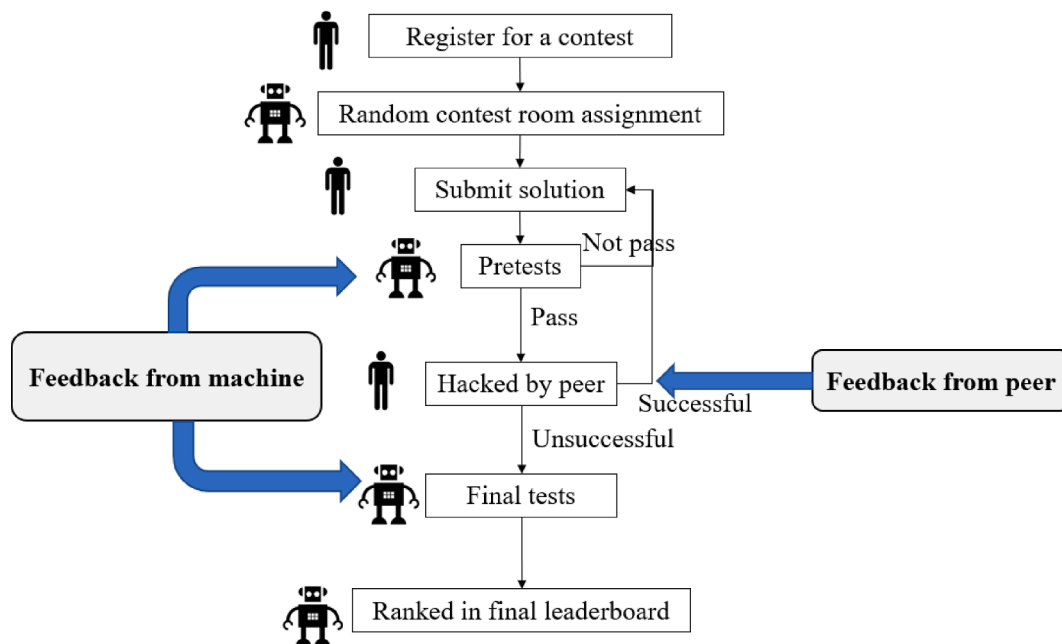 Register for a contest
Random contest room assignment
Submit solution
Not pass
Pretests
Pass
Feedback from machine
Hacked by peer
Feedback from peer
Successful
Unsuccessful
Final tests
Ranked in final leaderboard